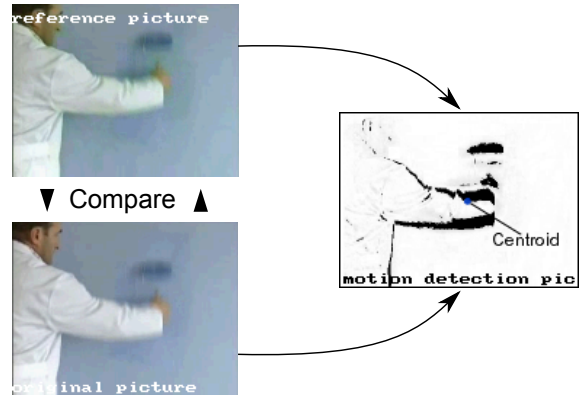 reference picture
Compare
original picture
Centroid
motion detection pic